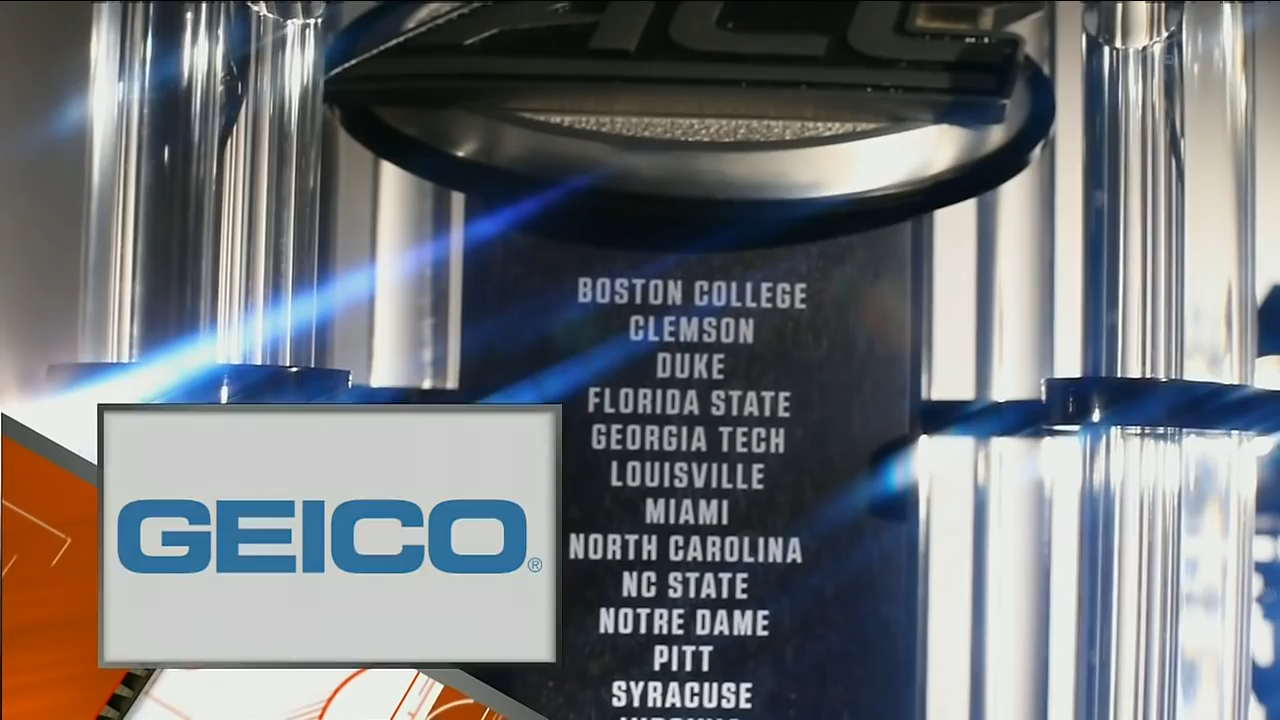 ACC
BOSTON COLLEGE
CLEMSON
DUKE
FLORIDA STATE
GEORGIA TECH
LOUISVILLE
MIAMI
NORTH CAROLINA
NC STATE
NOTRE DAME
PITT
SYRACUSE
GEICO®